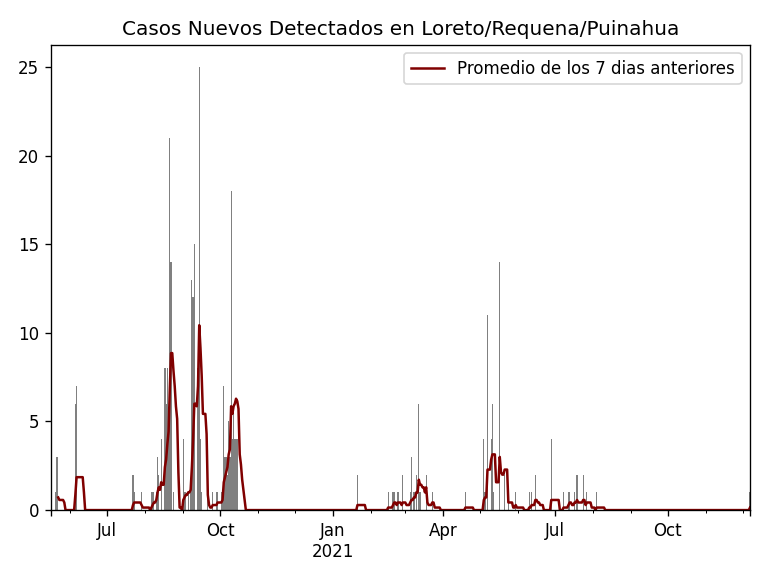 Casos Nuevos Detectados en Loreto/Requena/Puinahua
Promedio de los 7 dias anteriores
25
20
15
10
5
0
Jul
Oct
Jan
2021
Apr
Jul
Oct